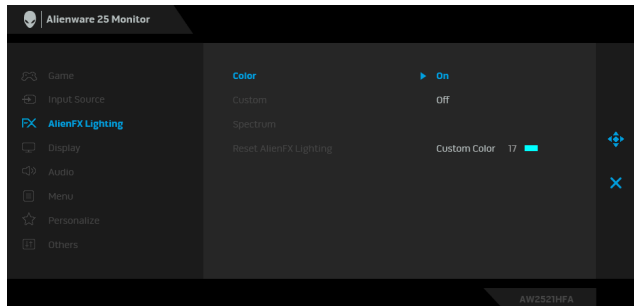 Alienware 25 Monitor
Game
Input Source
FX AlienFX Lighting
Display
Audio
Menu
Personalize
Others
Color
Custom
Spectrum
Reset AlienFX Lighting
On
Off
Custom Color 17
AW2521HFA